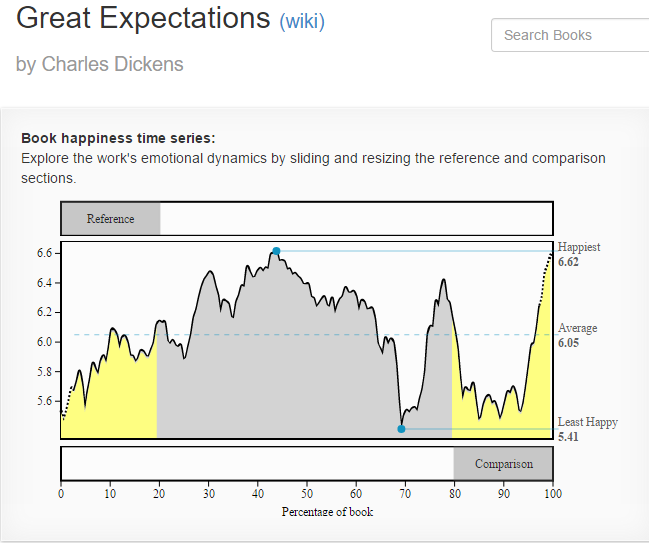 Great Expectations (wiki)
Search Books
by Charles Dickens
Book happiness time series:
Explore the work's emotional dynamics by sliding and resizing the reference and comparison
sections.
Reference
6.6
6.4
6.2
6.0
5.8
5.6
Happiest
6.62
Average
6.05
Least Happy
5.41
Comparison
0 10 20 30 40 50 60 70 80 90 100
Percentage of book